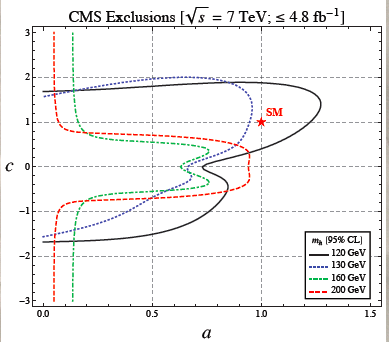 CMS Exclusions [√s = 7 TeV; ≤ 4.8 fb⁻¹]
3
2
1
0
−1
−2
−3
c
SM
mₕ (95% CL)
120 GeV
130 GeV
160 GeV
200 GeV
0.0
0.5
1.0
1.5
a